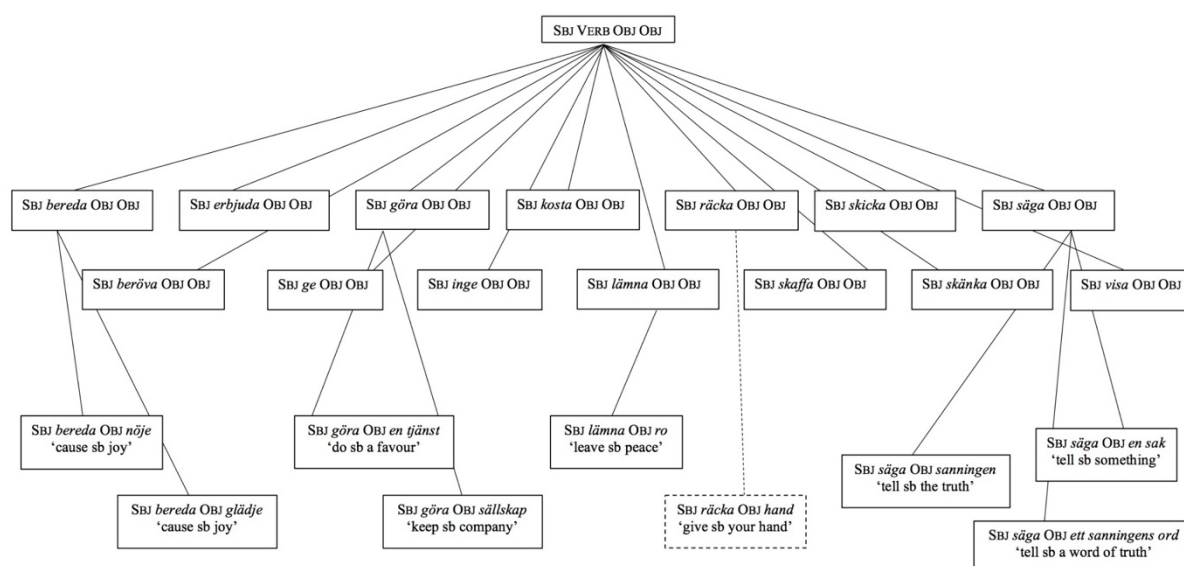 SBJ VERB OBJ OBJ
SBJ bereda OBJ OBJ
SBJ erbjuda OBJ OBJ
SBJ göra OBJ OBJ
SBJ kosta OBJ OBJ
SBJ räcka OBJ OBJ
SBJ skicka OBJ OBJ
SBJ säga OBJ OBJ
SBJ beröva OBJ OBJ
SBJ ge OBJ OBJ
SBJ inge OBJ OBJ
SBJ lämna OBJ OBJ
SBJ skaffa OBJ OBJ
SBJ skänka OBJ OBJ
SBJ visa OBJ OBJ
SBJ bereda OBJ nöje
‘cause sb joy’
SBJ göra OBJ en tjänst
‘do sb a favour’
SBJ lämna OBJ ro
‘leave sb peace’
SBJ säga OBJ sanningen
‘tell sb the truth’
SBJ säga OBJ en sak
‘tell sb something’
SBJ bereda OBJ glädje
‘cause sb joy’
SBJ göra OBJ sällskap
‘keep sb company’
SBJ räcka OBJ hand
‘give sb your hand’
SBJ säga OBJ ett sanningens ord
‘tell sb a word of truth’